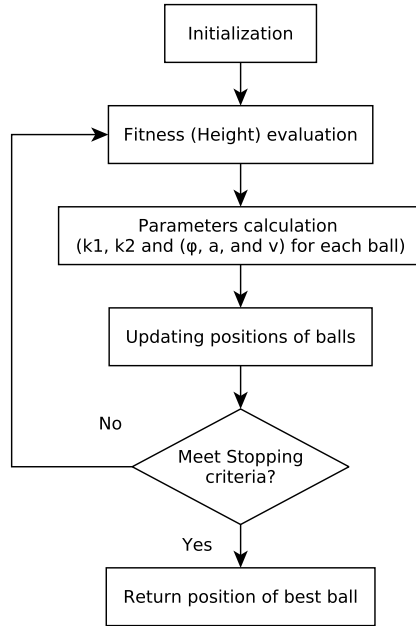 Initialization
Fitness (Height) evaluation
Parameters calculation
(k1, k2 and (φ, a, and v) for each ball)
Updating positions of balls
No
Meet Stopping
criteria?
Yes
Return position of best ball